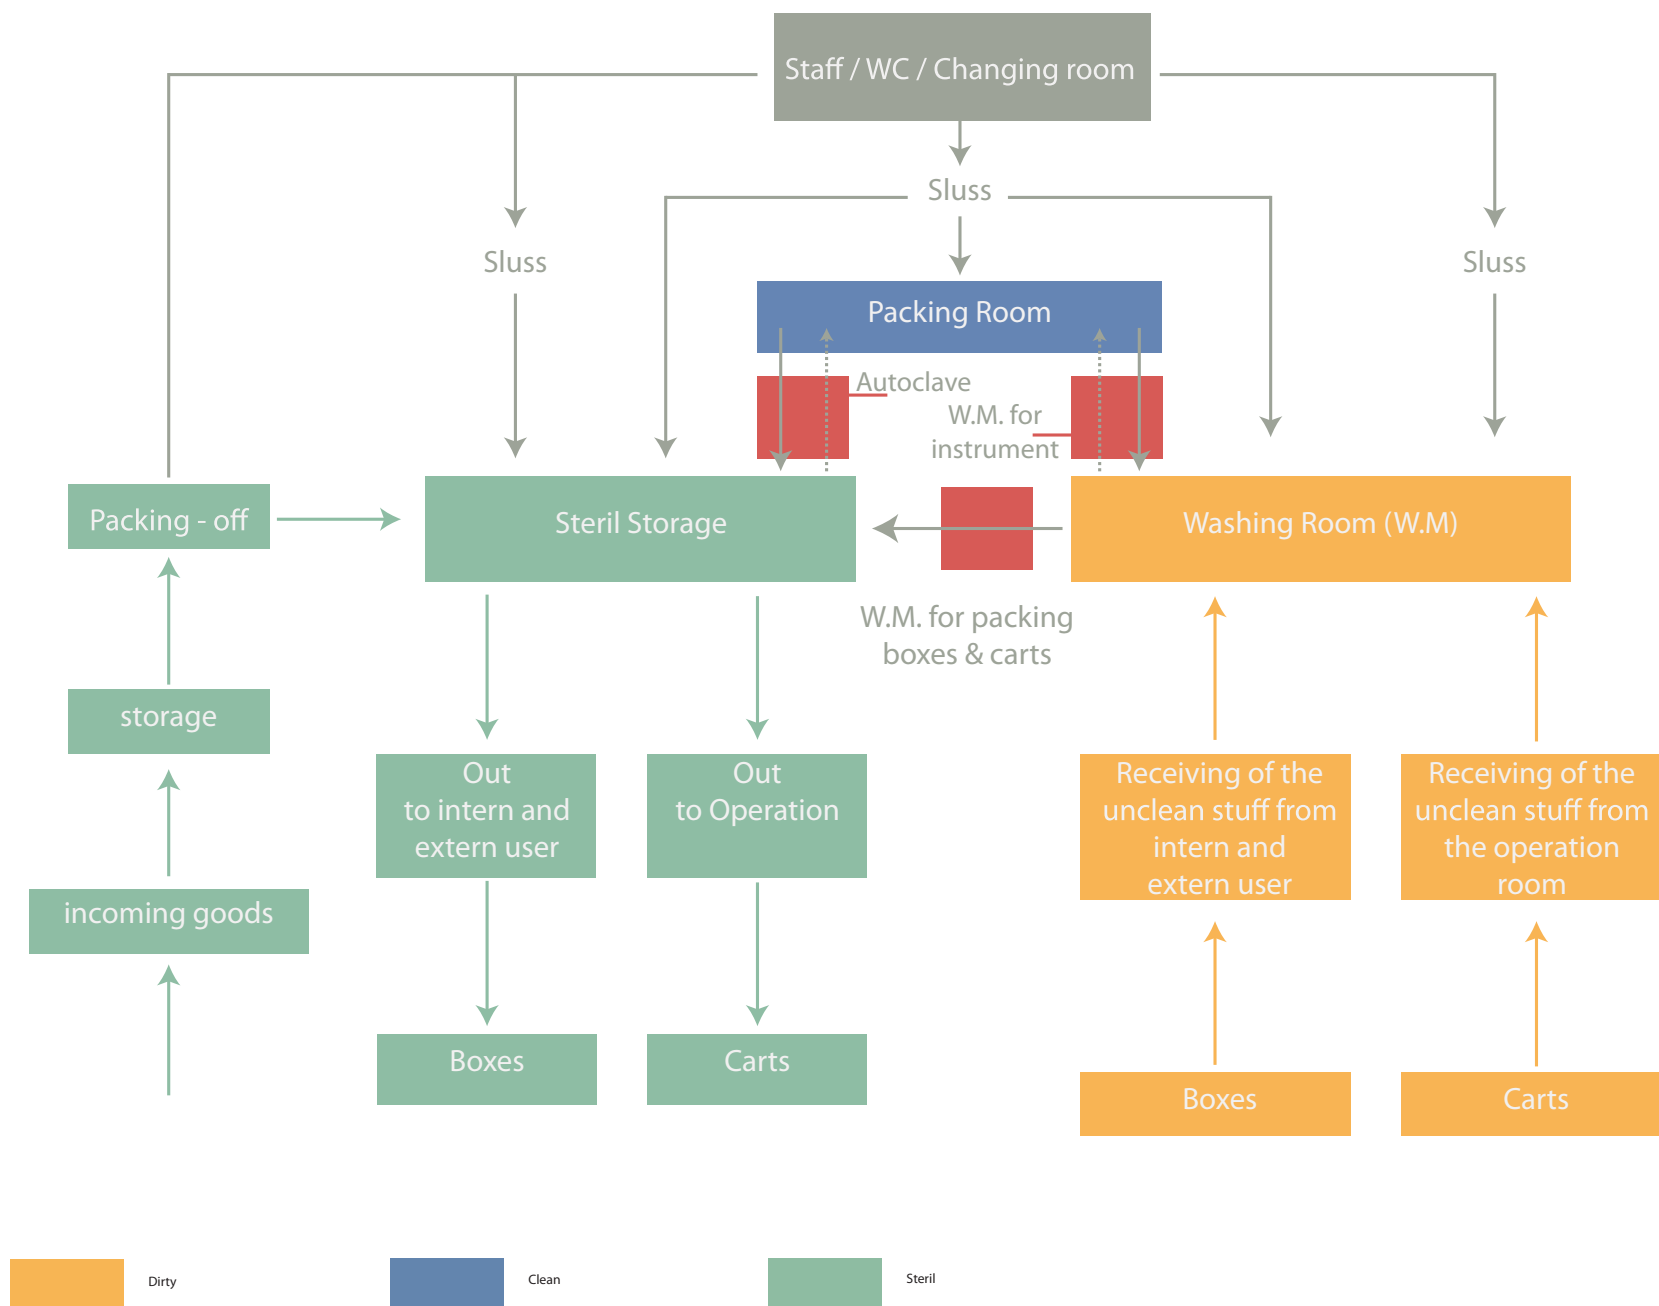 Staff / WC / Changing room
Sluss
Sluss
Sluss
Packing Room
Autoclave
W.M. for
instrument
Packing - off
Steril Storage
Washing Room (W.M)
W.M. for packing
boxes & carts
storage
Out
to intern and
extern user
Out
to Operation
Receiving of the
unclean stuff from
intern and
extern user
Receiving of the
unclean stuff from
the operation
room
incoming goods
Boxes
Carts
Boxes
Carts
Dirty
Clean
Steril